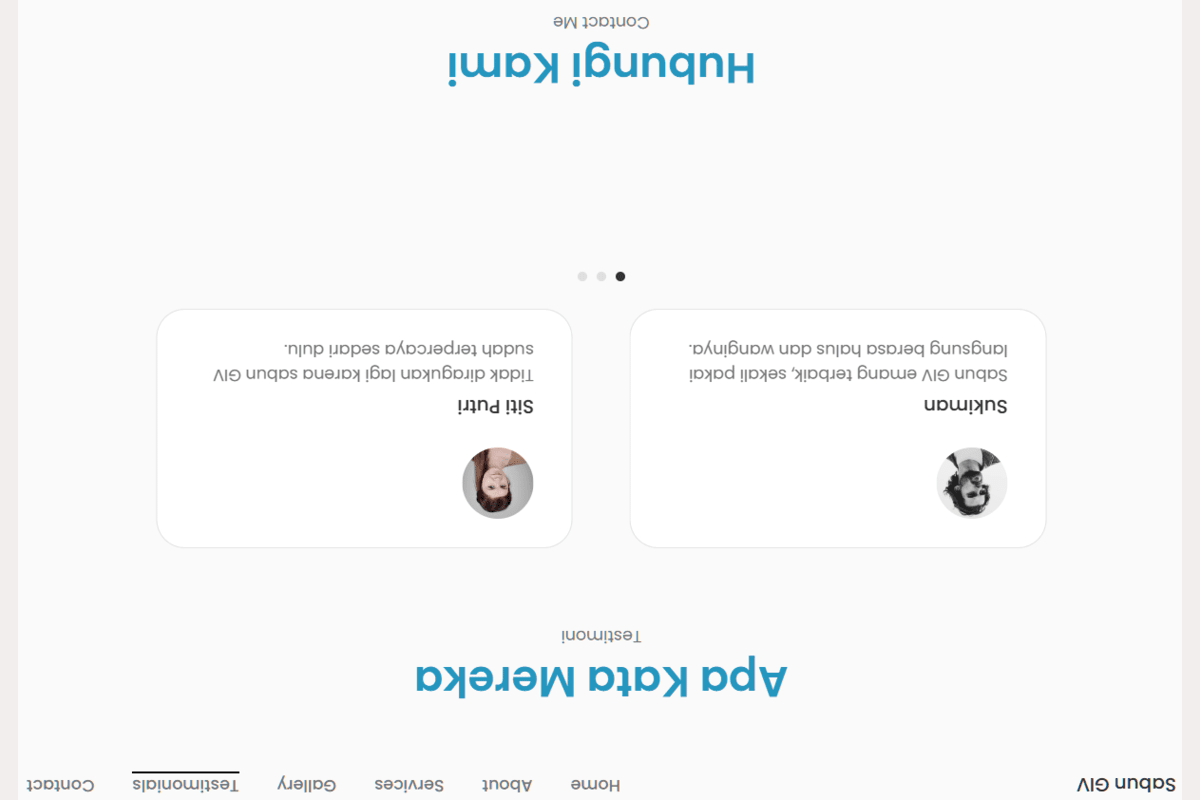 Sabun GIV
Home
About
Services
Gallery
Testimonials
Contact
Apa Kata Mereka
Testimoni
Sukiman
Sabun GIV emang terbaik, sekali pakai
langsung berasa halus dan wanginya.
Siti Putri
Tidak diragukan lagi karena sabun GIV
sudah terpercaya sedari dulu.
Hubungi Kami
Contact Me